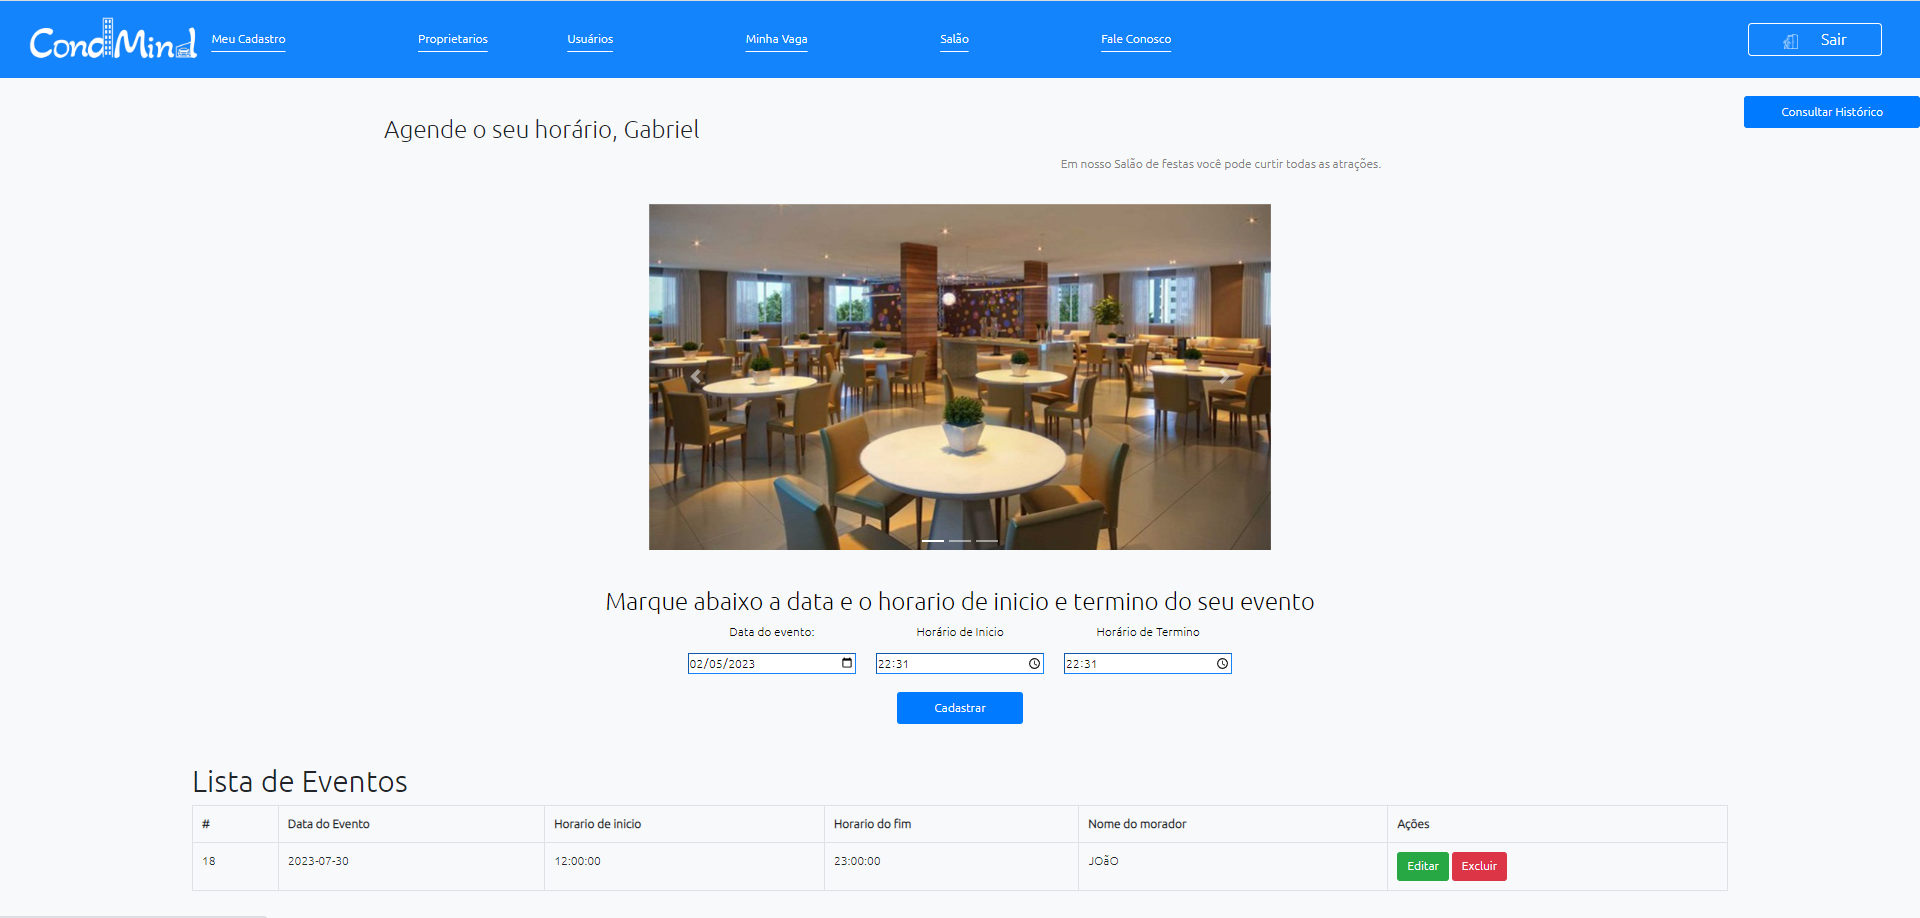 CondMind Meu Cadastro Proprietarios Usuários Minha Vaga Salão Fale Conosco Sair
Consultar Histórico
Agende o seu horário, Gabriel
Em nosso Salão de festas você pode curtir todas as atrações.
Marque abaixo a data e o horario de inicio e termino do seu evento
Data do evento: Horário de Inicio Horário de Termino
02/05/2023 22:31 22:31
Cadastrar
Lista de Eventos
# Data do Evento Horario de inicio Horario do fim Nome do morador Ações
18 2023-07-30 12:00:00 23:00:00 JOãO Editar Excluir